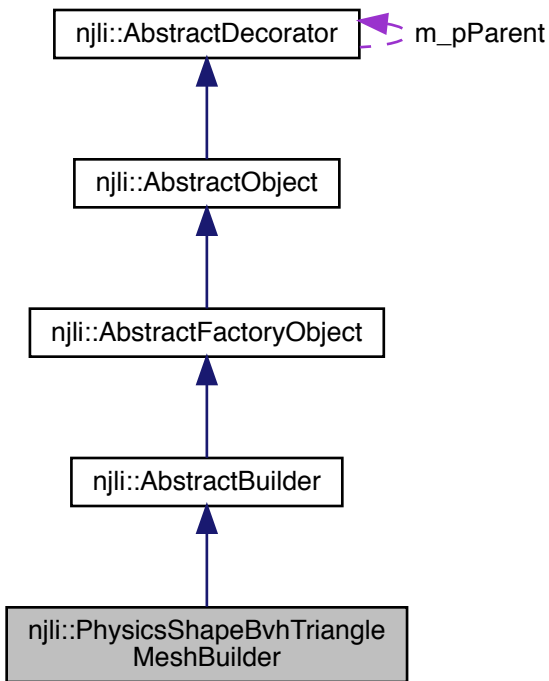 njli::AbstractDecorator
m_pParent
njli::AbstractObject
njli::AbstractFactoryObject
njli::AbstractBuilder
njli::PhysicsShapeBvhTriangle
MeshBuilder